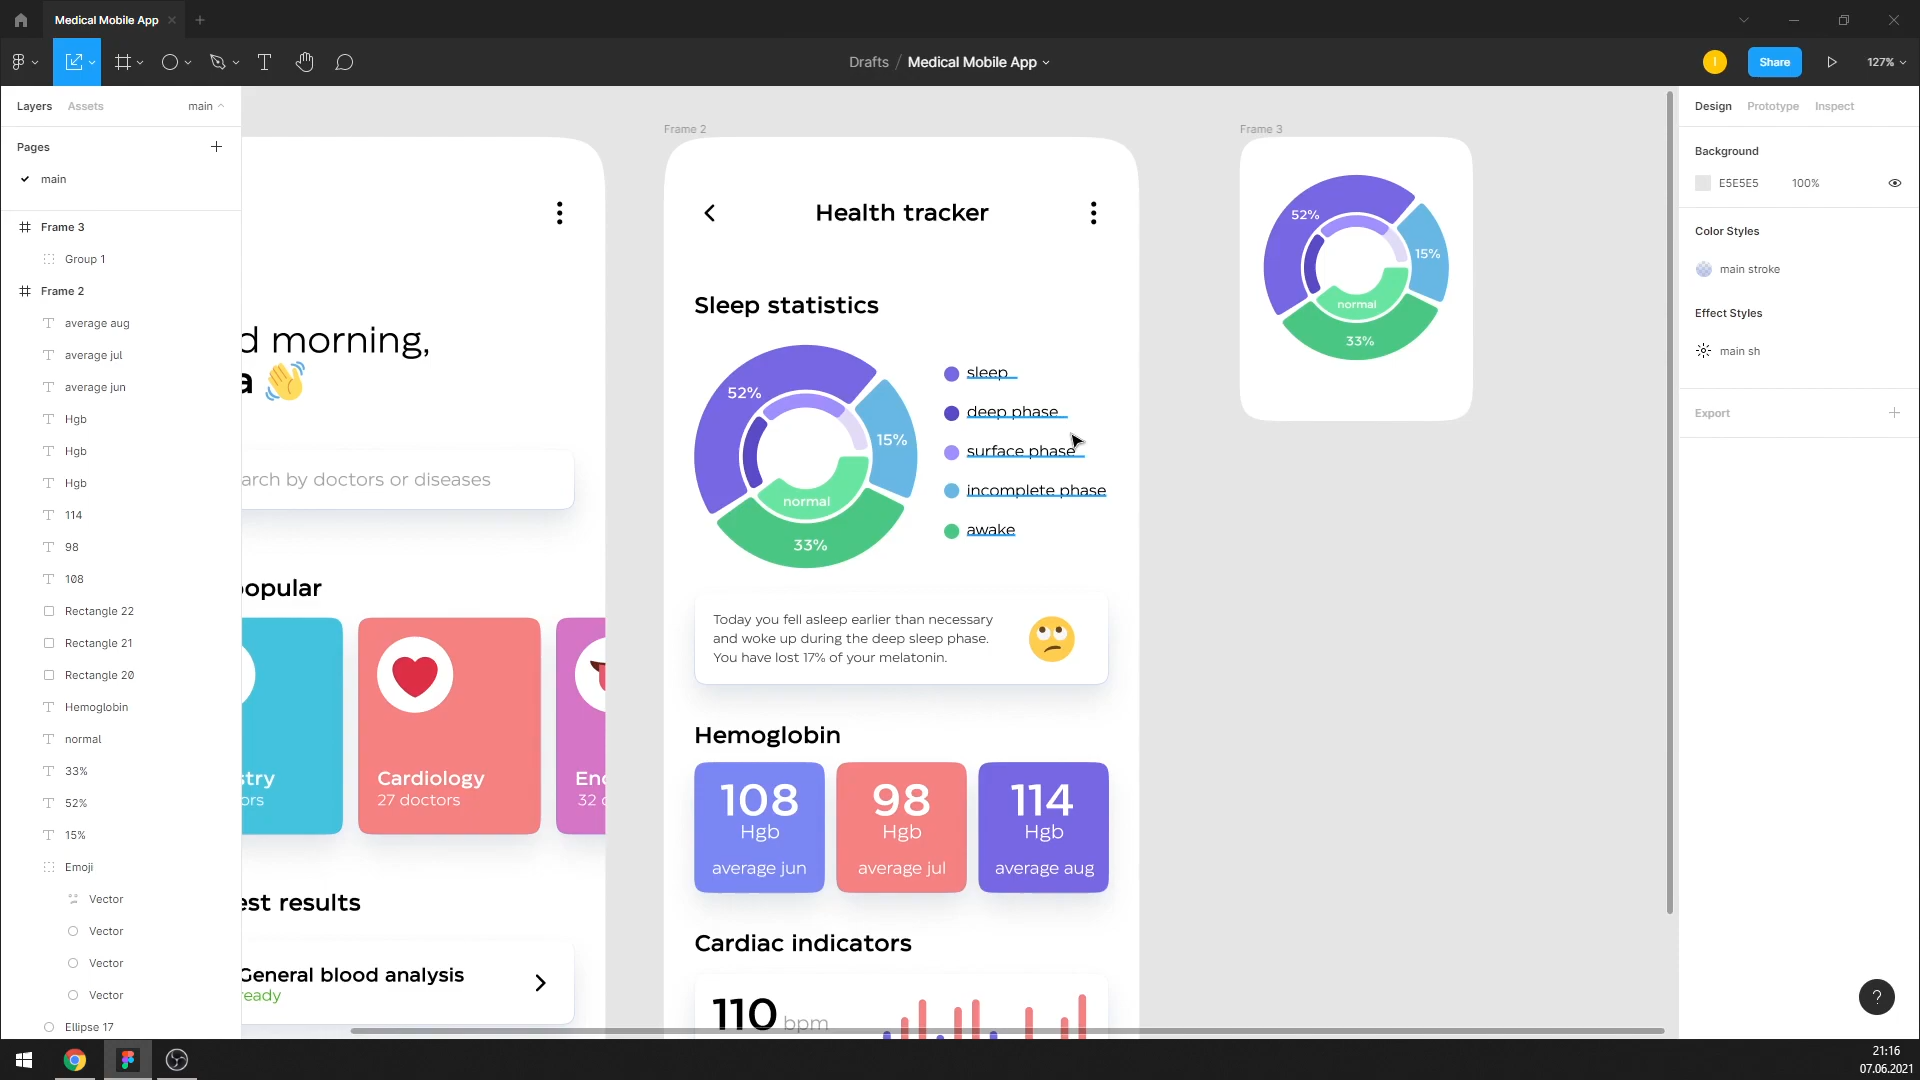 Medical Mobile App
Drafts / Medical Mobile App
I
Share
127%
Layers
Assets
main
Pages
main
Frame 3
Group 1
Frame 2
average aug
average jul
average jun
Hgb
Hgb
Hgb
114
98
108
Rectangle 22
Rectangle 21
Rectangle 20
Hemoglobin
normal
33%
52%
15%
Emoji
Vector
Vector
Vector
Vector
Ellipse 17
d morning,
a
arch by doctors or diseases
opular
stry
ors
Cardiology
27 doctors
End
32 d
est results
General blood analysis
ready
Frame 2
Health tracker
Sleep statistics
52%
15%
normal
33%
sleep
deep phase
surface phase
incomplete phase
awake
Today you fell asleep earlier than necessary
and woke up during the deep sleep phase.
You have lost 17% of your melatonin.
Hemoglobin
108
Hgb
average jun
98
Hgb
average jul
114
Hgb
average aug
Cardiac indicators
110 bpm
Frame 3
52%
15%
normal
33%
Design
Prototype
Inspect
Background
E5E5E5
100%
Color Styles
main stroke
Effect Styles
main sh
Export
?
21:16
07.06.2021